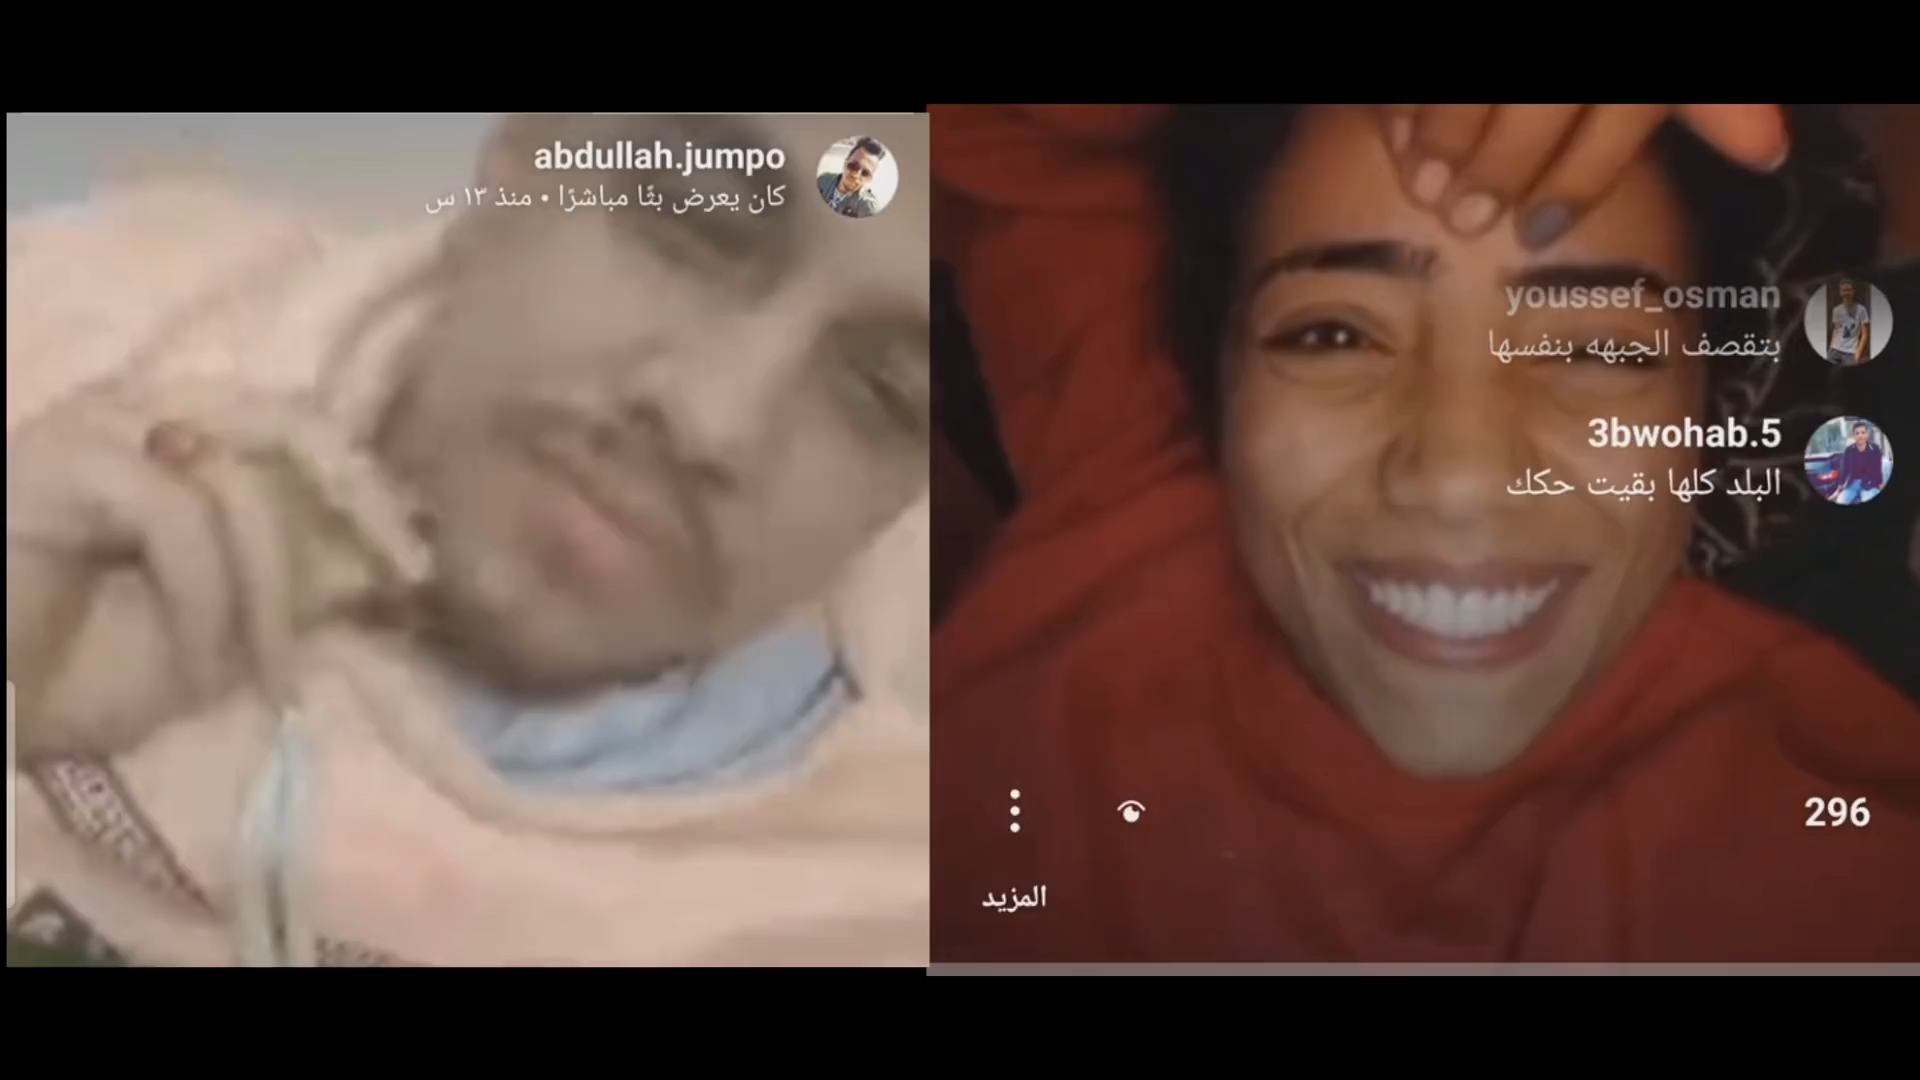 abdullah.jumpo
كان يعرض بثًا مباشرًا • منذ ١٣ س
youssef_osman
بتقصف الجبهه بنفسها
3bwohab.5
البلد كلها بقيت حكك
296
المزيد